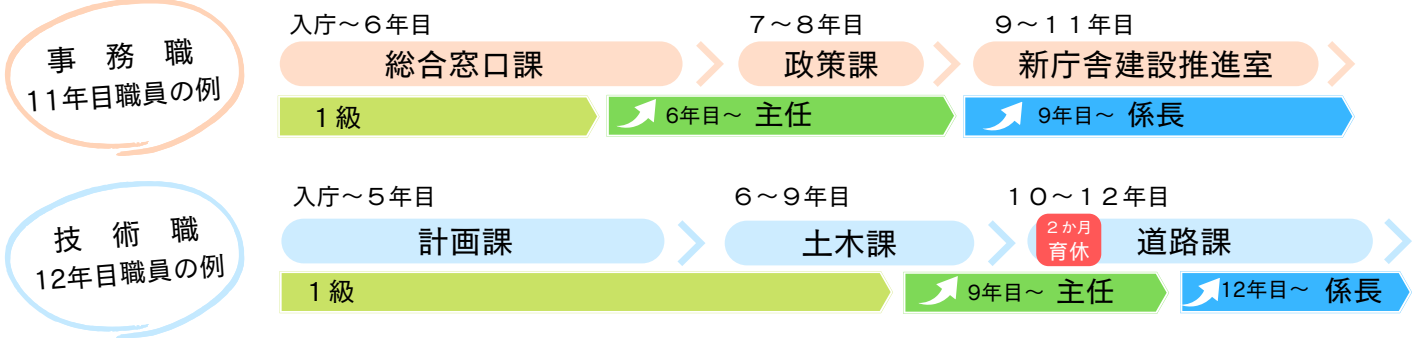 事 務 職
11年目職員の例
入庁～６年目
７～８年目
９～１１年目
総合窓口課
政策課
新庁舎建設推進室
１級
6年目～ 主任
9年目～ 係長
技 術 職
12年目職員の例
入庁～５年目
６～９年目
１０～１２年目
計画課
土木課
２か月
育休
道路課
１級
9年目～ 主任
12年目～ 係長